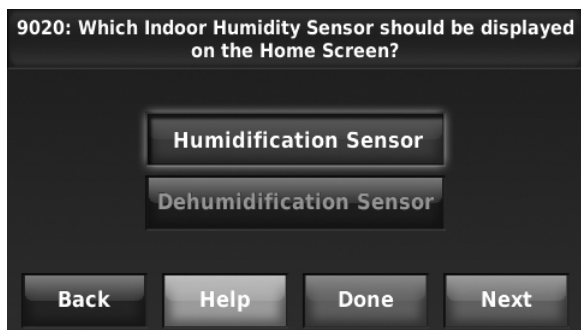 9020: Which Indoor Humidity Sensor should be displayed
on the Home Screen?
Humidification Sensor
Dehumidification Sensor
Back Help Done Next